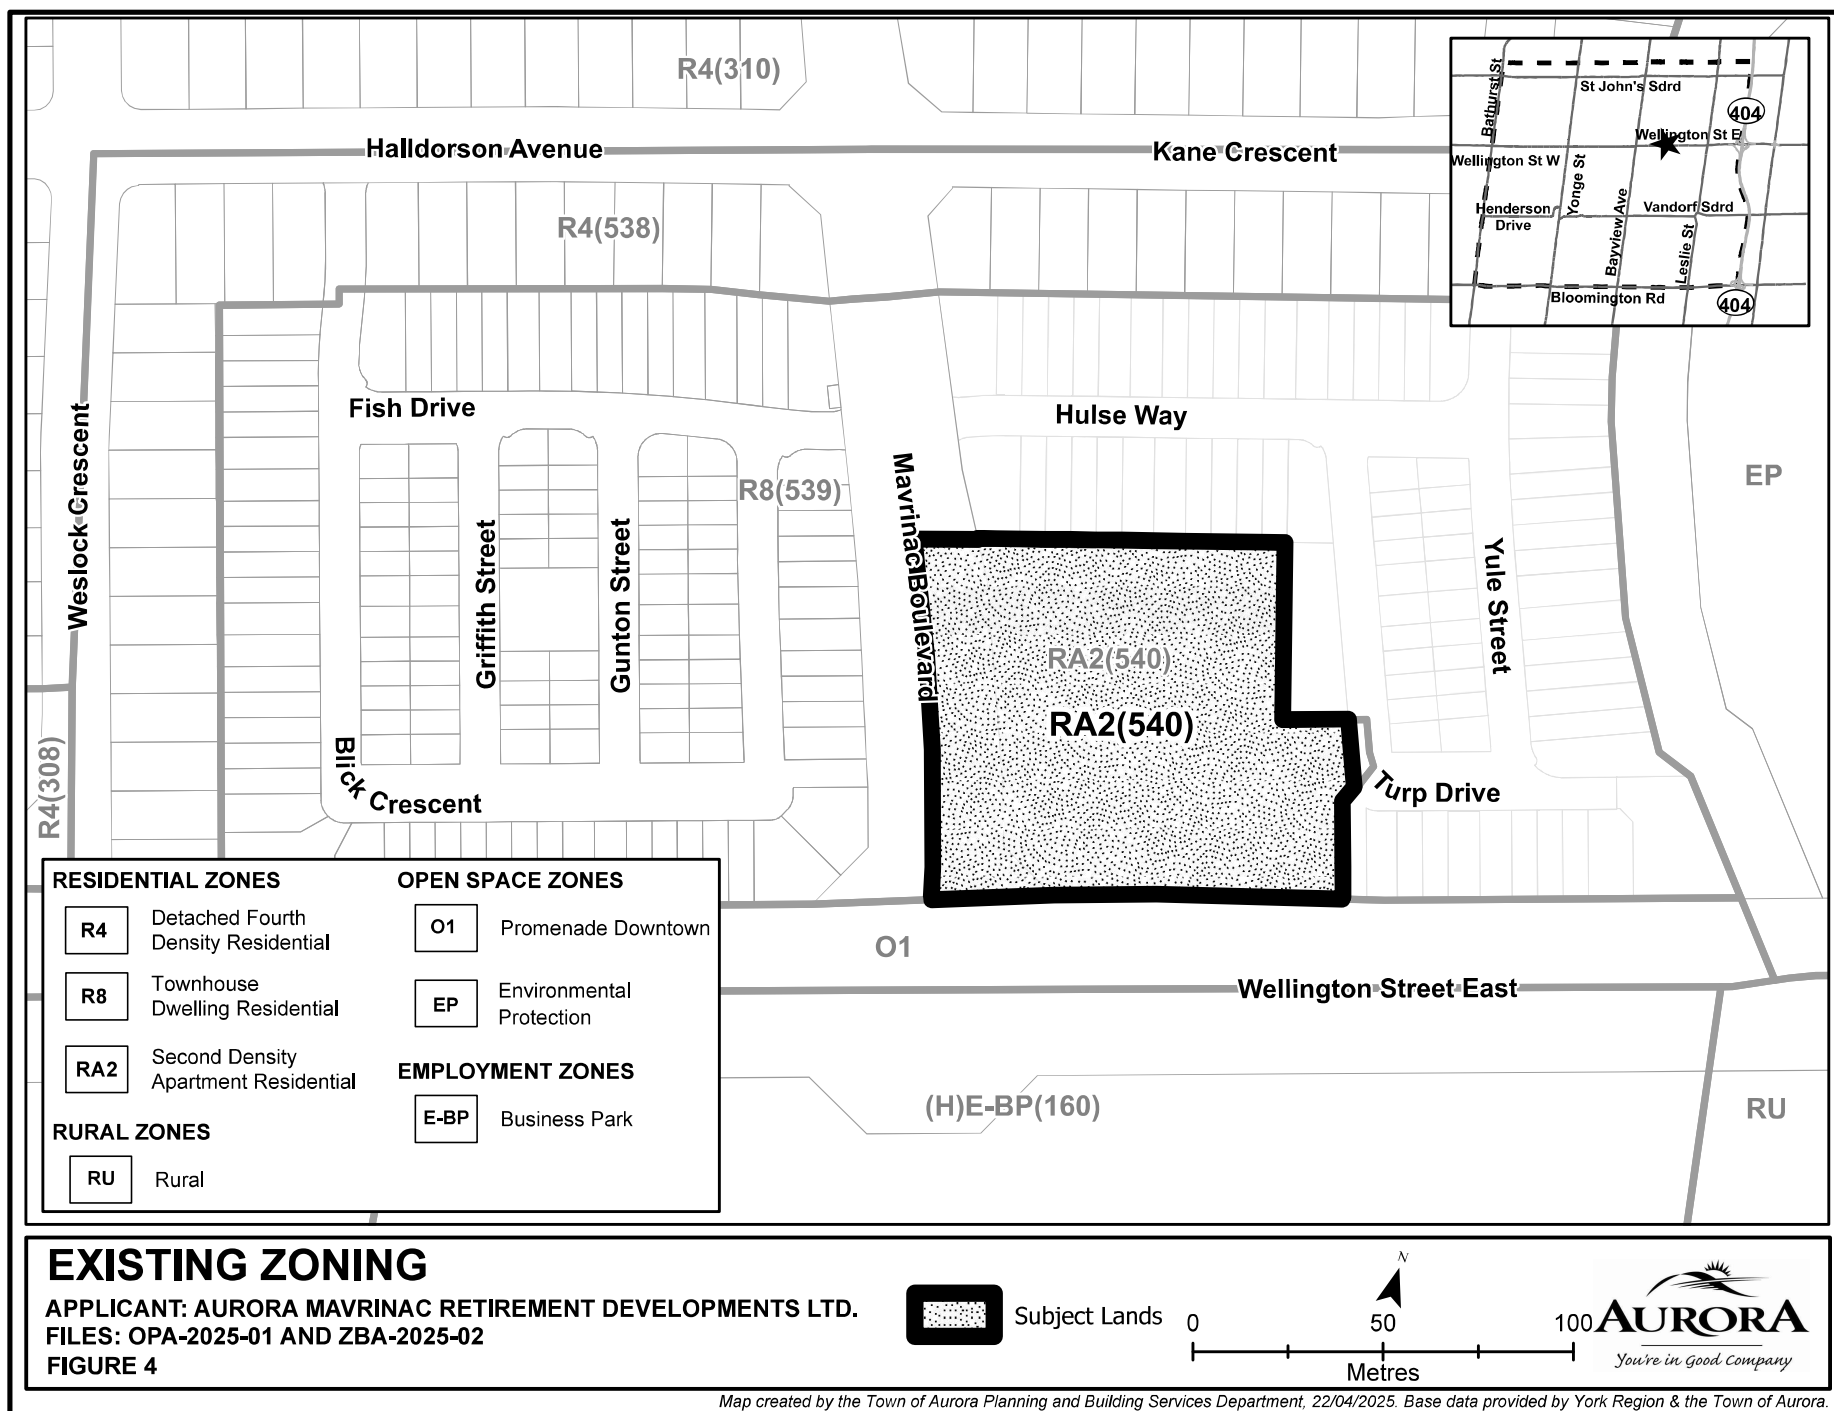 R4(310)
Halldorson Avenue
Kane Crescent
R4(538)
Bathurst St
St John's Sdrd
404
Wellington St E
Wellington St W
Yonge St
Henderson
Drive
Bayview Ave
Vandorf Sdrd
Leslie St
Bloomington Rd
404
Weslock Crescent
Fish Drive
Hulse Way
EP
R8(539)
Mavrinac Boulevard
Griffith Street
Gunton Street
Yule Street
RA2(540)
RA2(540)
R4(308)
Blick Crescent
Turp Drive
O1
Wellington Street East
(H)E-BP(160)
RU
RESIDENTIAL ZONES
R4
Detached Fourth
Density Residential
R8
Townhouse
Dwelling Residential
RA2
Second Density
Apartment Residential
RURAL ZONES
RU
Rural
OPEN SPACE ZONES
O1
Promenade Downtown
EP
Environmental
Protection
EMPLOYMENT ZONES
E-BP
Business Park
EXISTING ZONING
APPLICANT: AURORA MAVRINAC RETIREMENT DEVELOPMENTS LTD.
FILES: OPA-2025-01 AND ZBA-2025-02
FIGURE 4
Subject Lands
N
0 50 100
Metres
AURORA
You're in Good Company
Map created by the Town of Aurora Planning and Building Services Department, 22/04/2025. Base data provided by York Region & the Town of Aurora.